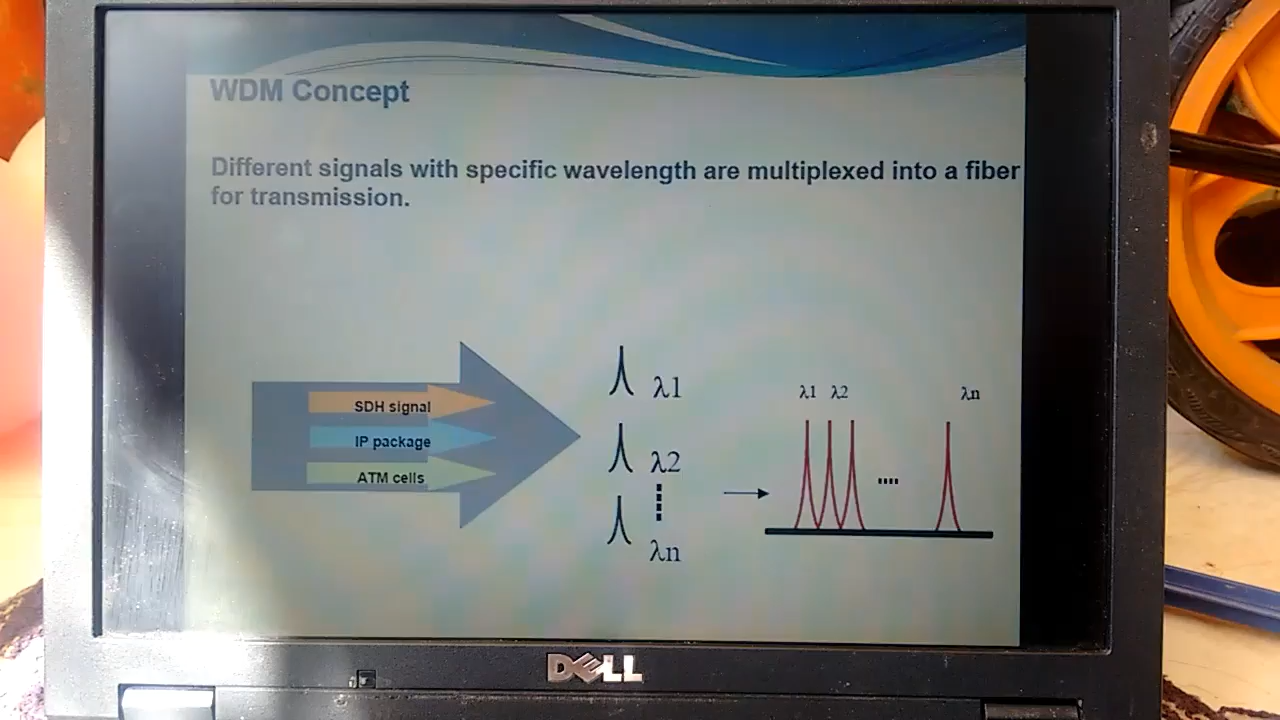 WDM Concept
Different signals with specific wavelength are multiplexed into a fiber
for transmission.
SDH signal
IP package
ATM cells
λ1
λ2
λn
λ1 λ2 λn
DELL